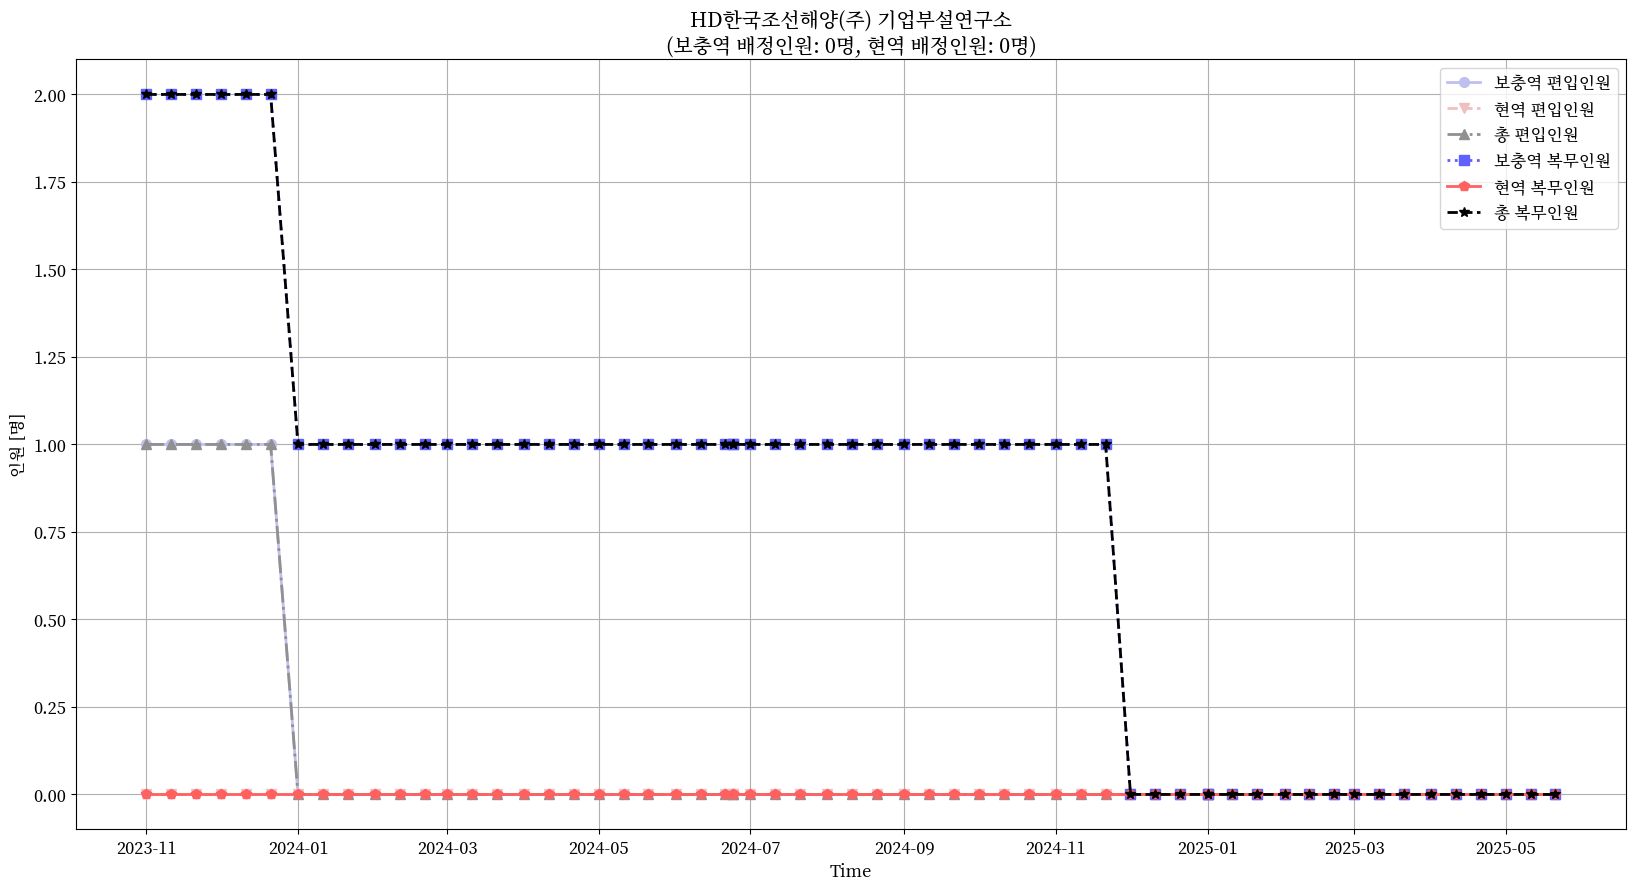 HD한국조선해양(주) 기업부설연구소
(보충역 배정인원: 0명, 현역 배정인원: 0명)
보충역 편입인원
현역 편입인원
총 편입인원
보충역 복무인원
현역 복무인원
총 복무인원
인원 [명]
2.00
1.75
1.50
1.25
1.00
0.75
0.50
0.25
0.00
2023-11 2024-01 2024-03 2024-05 2024-07 2024-09 2024-11 2025-01 2025-03 2025-05
Time